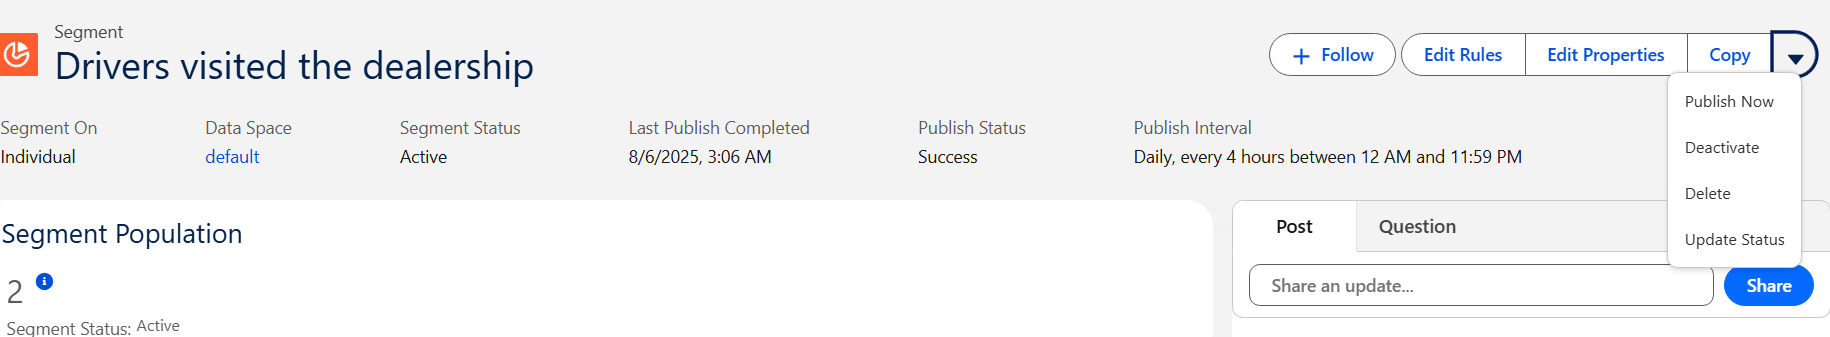 Segment
Drivers visited the dealership
Follow
Edit Rules
Edit Properties
Copy
Publish Now
Deactivate
Delete
Update Status
Segment On
Individual
Data Space
default
Segment Status
Active
Last Publish Completed
8/6/2025, 3:06 AM
Publish Status
Success
Publish Interval
Daily, every 4 hours between 12 AM and 11:59 PM
Segment Population
2
Segment Status: Active
Post
Question
Share an update...
Share